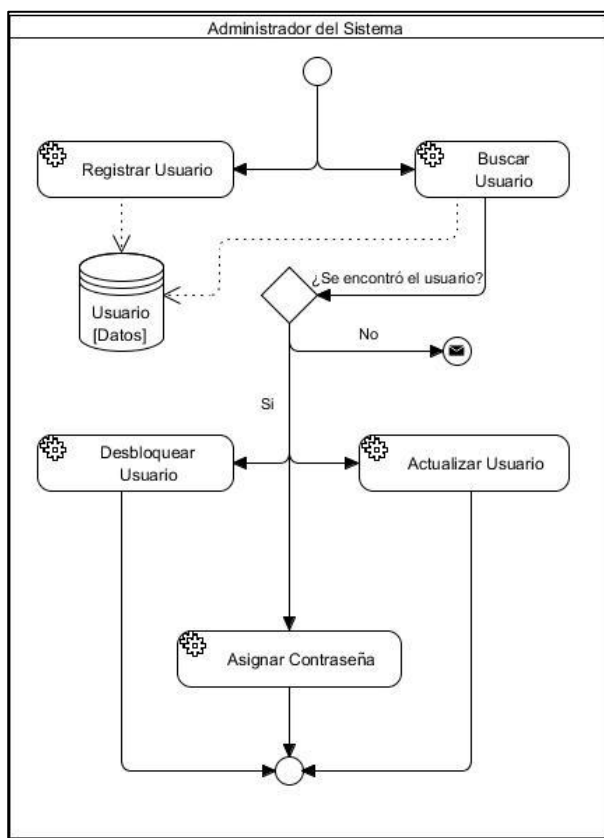 Administrador del Sistema
Registrar Usuario
Buscar
Usuario
¿Se encontró el usuario?
Usuario
[Datos]
No
Si
Desbloquear
Usuario
Actualizar Usuario
Asignar Contraseña